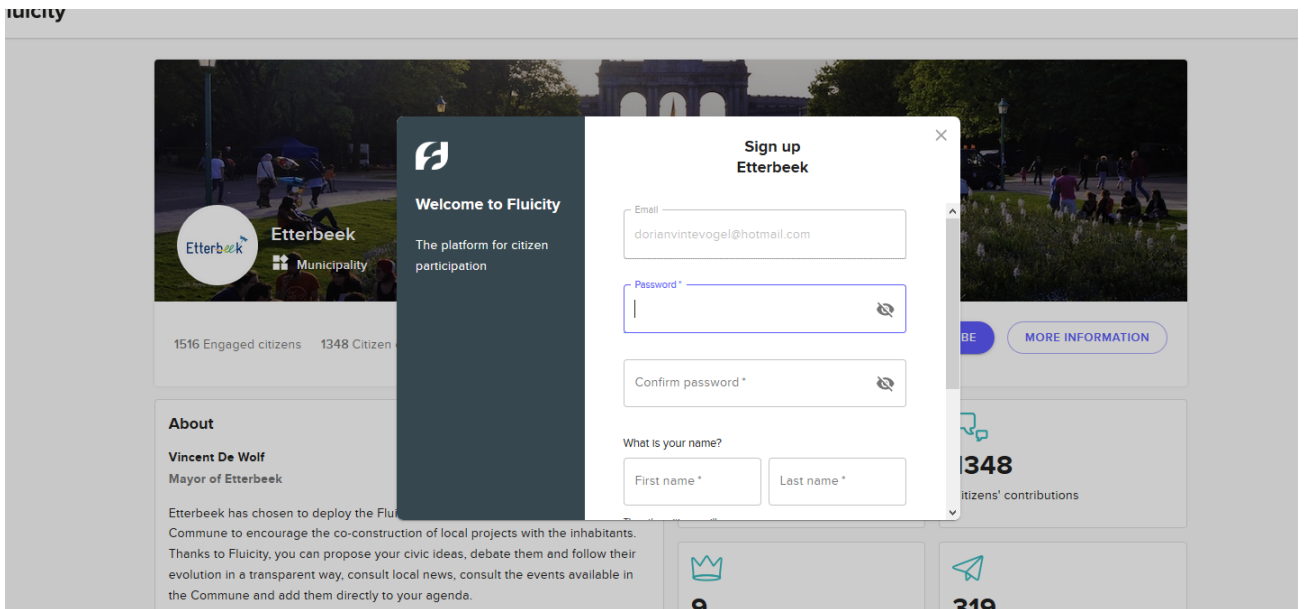 Fluicity
Etterbeek
Etterbeek
Municipality
1516 Engaged citizens 1348 Citizen
BE
MORE INFORMATION
Welcome to Fluicity
The platform for citizen
participation
Sign up
Etterbeek
Email
dorianvintevogel@hotmail.com
Password *
Confirm password *
What is your name?
First name *
Last name *
About
Vincent De Wolf
Mayor of Etterbeek
Etterbeek has chosen to deploy the Flui
Commune to encourage the co-construction of local projects with the inhabitants.
Thanks to Fluicity, you can propose your civic ideas, debate them and follow their
evolution in a transparent way, consult local news, consult the events available in
the Commune and add them directly to your agenda.
1348
itizens' contributions
9
319